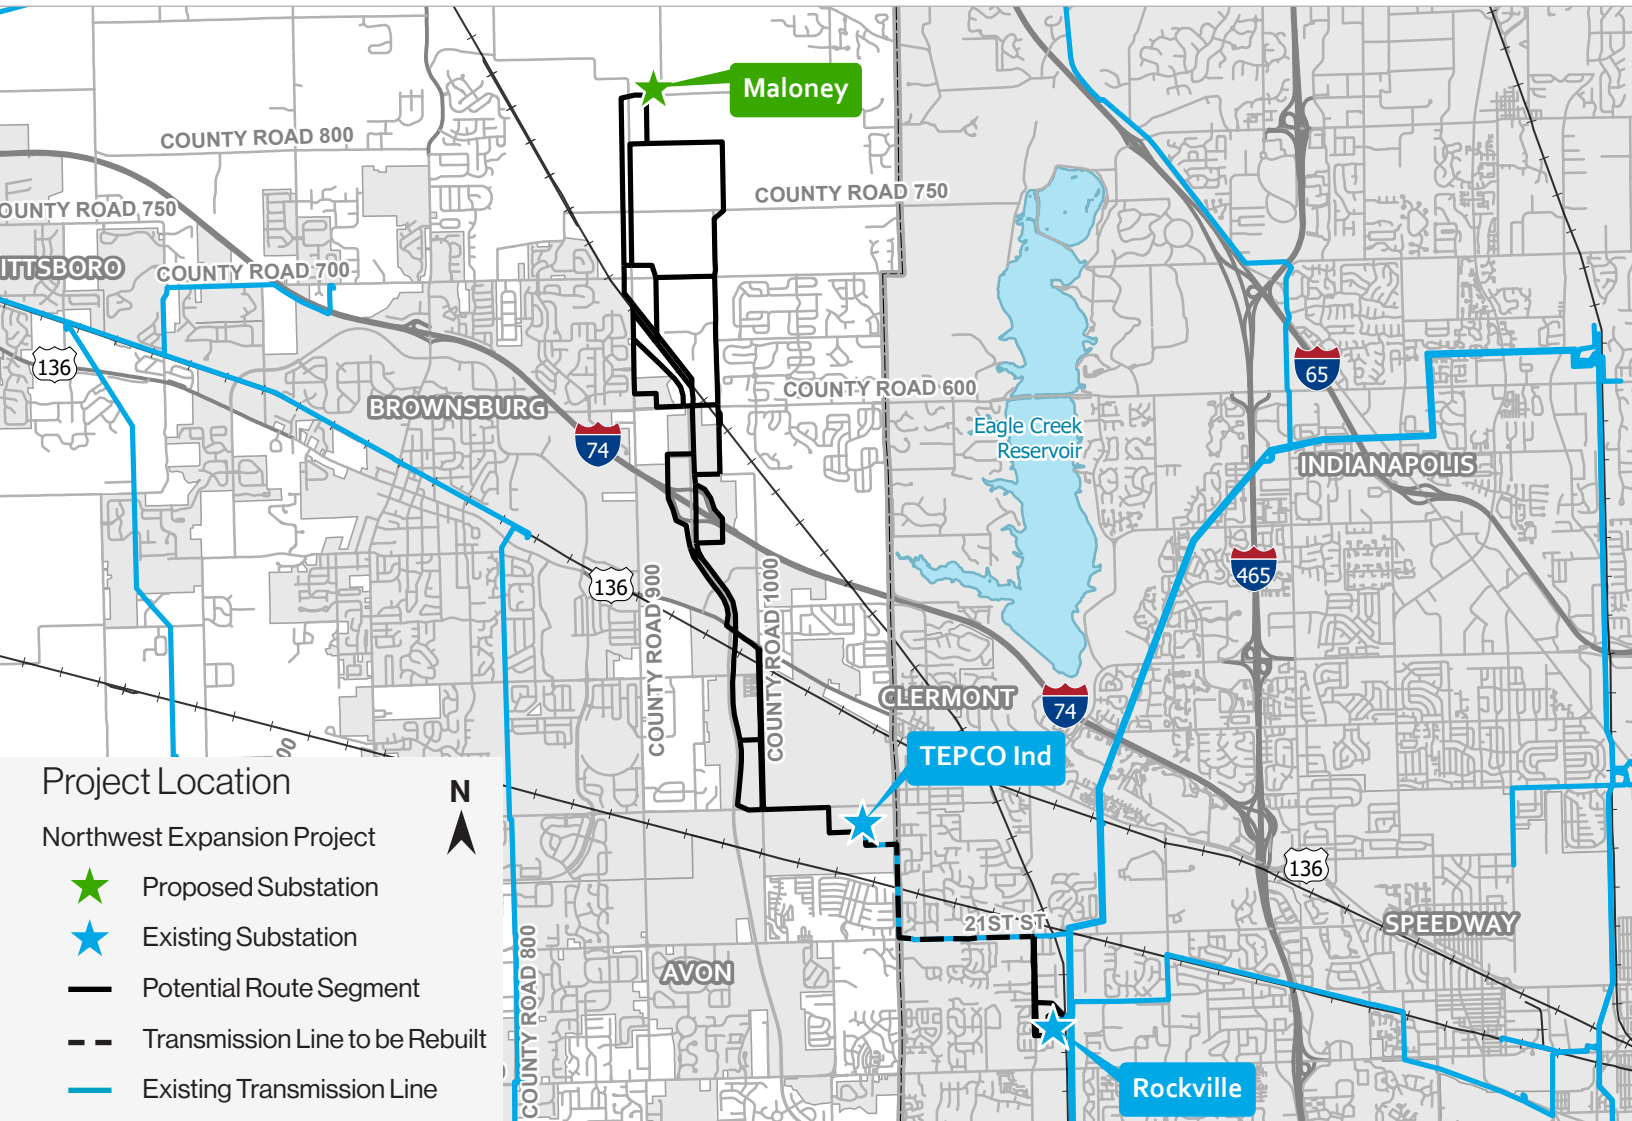 Maloney
COUNTY ROAD 800
COUNTY ROAD 750
OUNTY ROAD 750
ITTSBORO
COUNTY ROAD 700
136
65
COUNTY ROAD 600
BROWNSBURG
74
Eagle Creek
Reservoir
INDIANAPOLIS
465
136
COUNTY ROAD 900
COUNTY ROAD 1000
CLERMONT
74
TEPCO Ind
00
136
21ST ST
SPEEDWAY
AVON
COUNTY ROAD 800
Rockville
Project Location
N
Northwest Expansion Project
Proposed Substation
Existing Substation
Potential Route Segment
Transmission Line to be Rebuilt
Existing Transmission Line